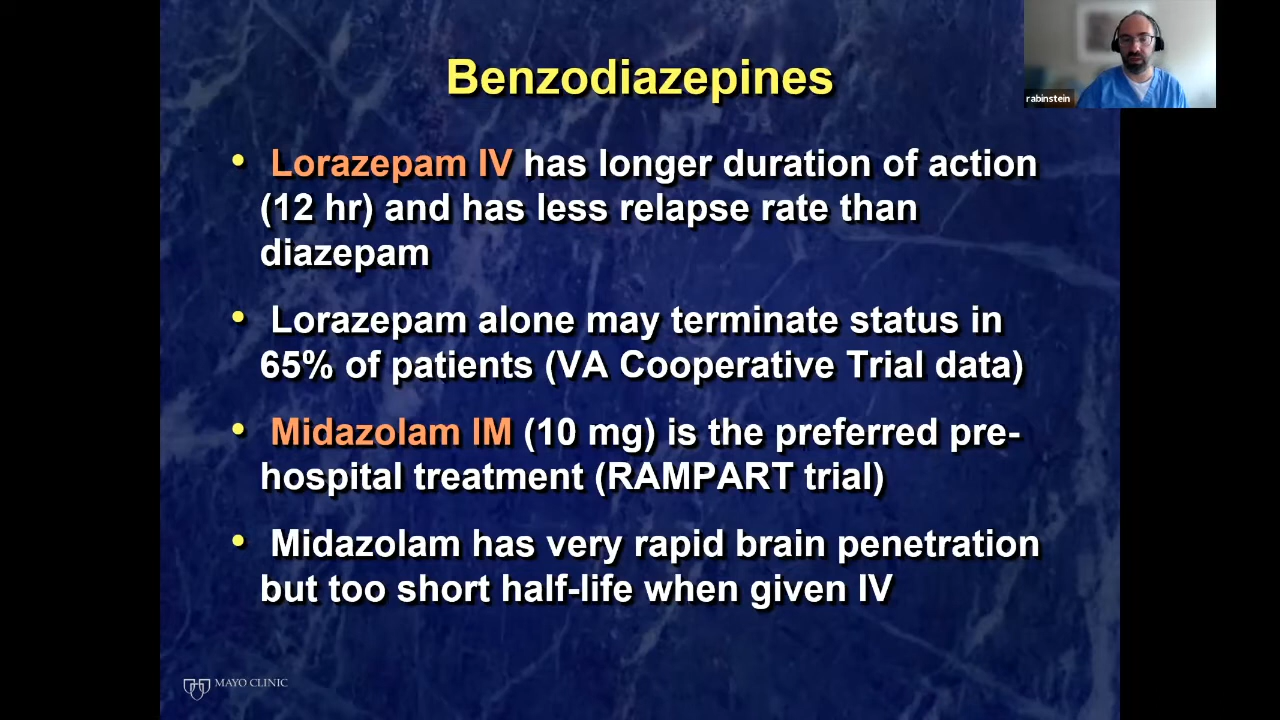 Benzodiazepines
rabinstein
• Lorazepam IV has longer duration of action
(12 hr) and has less relapse rate than
diazepam
• Lorazepam alone may terminate status in
65% of patients (VA Cooperative Trial data)
• Midazolam IM (10 mg) is the preferred pre-
hospital treatment (RAMPART trial)
• Midazolam has very rapid brain penetration
but too short half-life when given IV
MAYO CLINIC